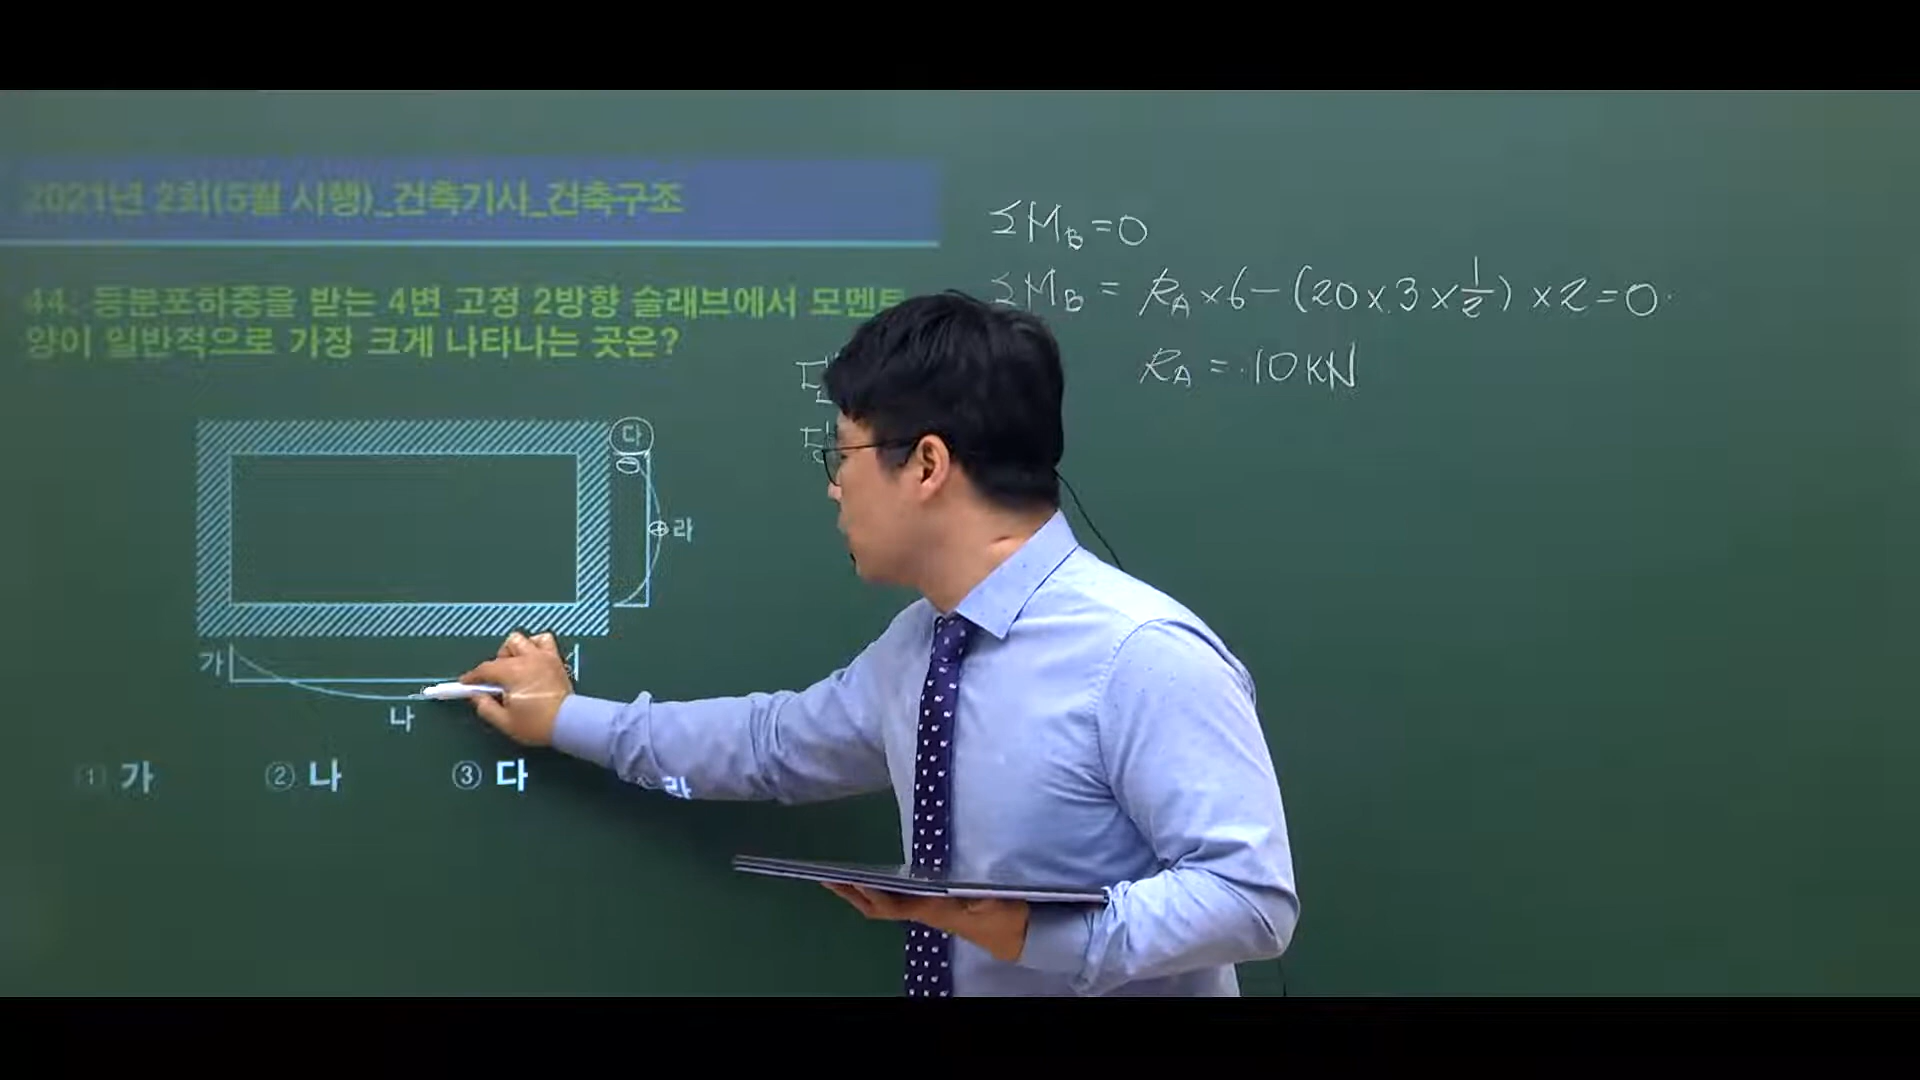 2021년 2회(5월 시행)_건축기사_건축구조
44. 등분포하중을 받는 4변 고정 2방향 슬래브에서 모멘트
양이 일반적으로 가장 크게 나타나는 곳은?
다
⊖
⊕ 라
가
나
① 가 ② 나 ③ 다 라
ΣM_B = 0
ΣM_B = R_A × 6 - (20 × 3 × 1/2) × 2 = 0
R_A = 10 kN